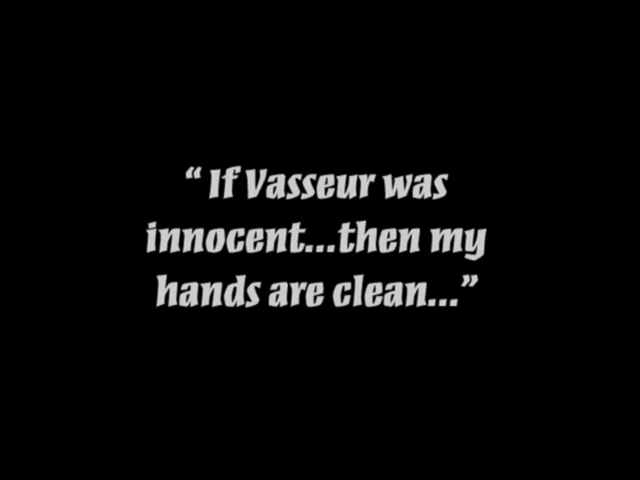 “ If Vasseur was
innocent...then my
hands are clean...”